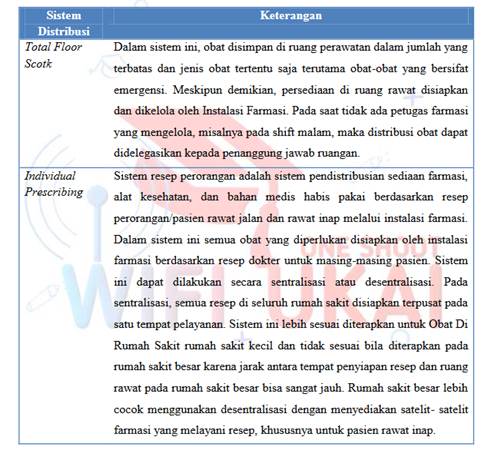 Sistem Distribusi
Keterangan
Total Floor Scotk
Dalam sistem ini, obat disimpan di ruang perawatan dalam jumlah yang
terbatas dan jenis obat tertentu saja terutama obat-obat yang bersifat
emergensi. Meskipun demikian, persediaan di ruang rawat disiapkan
dan dikelola oleh Instalasi Farmasi. Pada saat tidak ada petugas farmasi
yang mengelola, misalnya pada shift malam, maka distribusi obat dapat
didelegasikan kepada penanggung jawab ruangan.
Individual Prescribing
Sistem resep perorangan adalah sistem pendistribusian sediaan farmasi,
alat kesehatan, dan bahan medis habis pakai berdasarkan resep
perorangan/pasien rawat jalan dan rawat inap melalui instalasi farmasi.
Dalam sistem ini semua obat yang diperlukan disiapkan oleh instalasi
farmasi berdasarkan resep dokter untuk masing-masing pasien. Sistem
ini dapat dilakukan secara sentralisasi atau desentralisasi. Pada
sentralisasi, semua resep di seluruh rumah sakit disiapkan terpusat pada
satu tempat pelayanan. Sistem ini lebih sesuai diterapkan untuk Obat Di
Rumah Sakit rumah sakit kecil dan tidak sesuai bila diterapkan pada
rumah sakit besar karena jarak antara tempat penyiapan resep dan ruang
rawat pada rumah sakit besar bisa sangat jauh. Rumah sakit besar lebih
cocok menggunakan desentralisasi dengan menyediakan satelit- satelit
farmasi yang melayani resep, khususnya untuk pasien rawat inap.
ONE SHOOT
WIFI UKAI